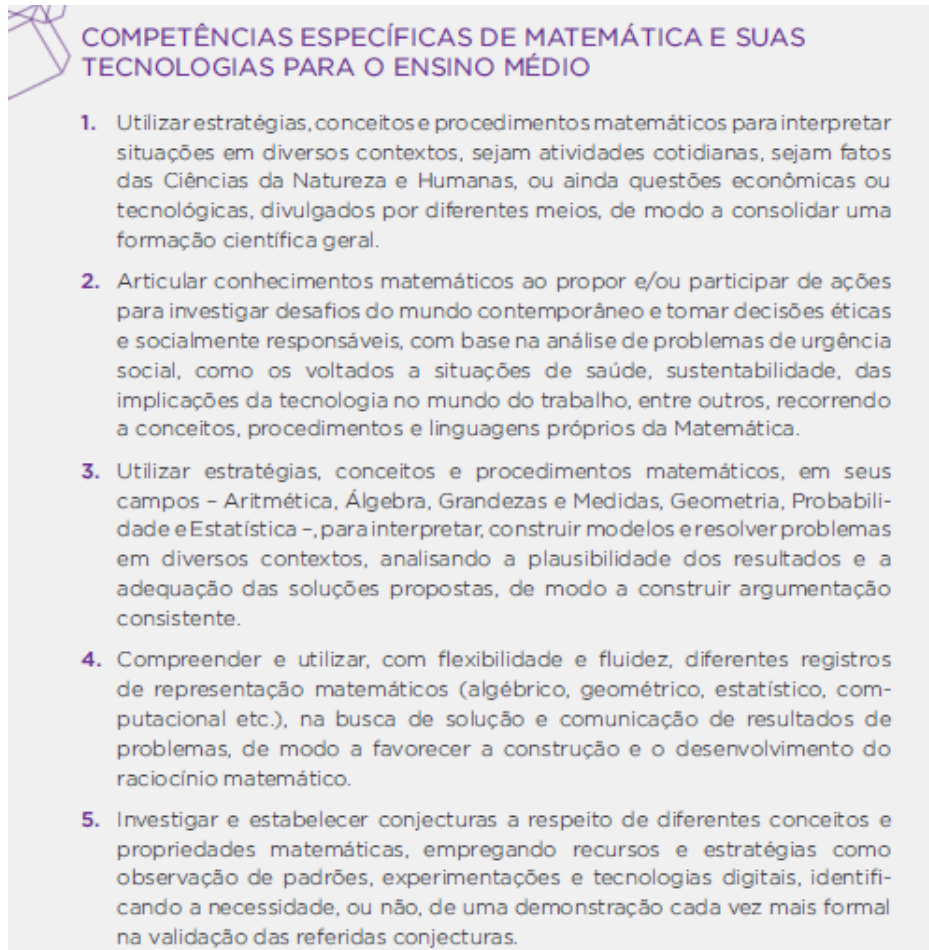 COMPETÊNCIAS ESPECÍFICAS DE MATEMÁTICA E SUAS
TECNOLOGIAS PARA O ENSINO MÉDIO
1. Utilizar estratégias, conceitos e procedimentos matemáticos para interpretar
situações em diversos contextos, sejam atividades cotidianas, sejam fatos
das Ciências da Natureza e Humanas, ou ainda questões econômicas ou
tecnológicas, divulgados por diferentes meios, de modo a consolidar uma
formação científica geral.
2. Articular conhecimentos matemáticos ao propor e/ou participar de ações
para investigar desafios do mundo contemporâneo e tomar decisões éticas
e socialmente responsáveis, com base na análise de problemas de urgência
social, como os voltados a situações de saúde, sustentabilidade, das
implicações da tecnologia no mundo do trabalho, entre outros, recorrendo
a conceitos, procedimentos e linguagens próprios da Matemática.
3. Utilizar estratégias, conceitos e procedimentos matemáticos, em seus
campos – Aritmética, Álgebra, Grandezas e Medidas, Geometria, Probabili-
dade e Estatística –, para interpretar, construir modelos e resolver problemas
em diversos contextos, analisando a plausibilidade dos resultados e a
adequação das soluções propostas, de modo a construir argumentação
consistente.
4. Compreender e utilizar, com flexibilidade e fluidez, diferentes registros
de representação matemáticos (algébrico, geométrico, estatístico, com-
putacional etc.), na busca de solução e comunicação de resultados de
problemas, de modo a favorecer a construção e o desenvolvimento do
raciocínio matemático.
5. Investigar e estabelecer conjecturas a respeito de diferentes conceitos e
propriedades matemáticas, empregando recursos e estratégias como
observação de padrões, experimentações e tecnologias digitais, identifi-
cando a necessidade, ou não, de uma demonstração cada vez mais formal
na validação das referidas conjecturas.